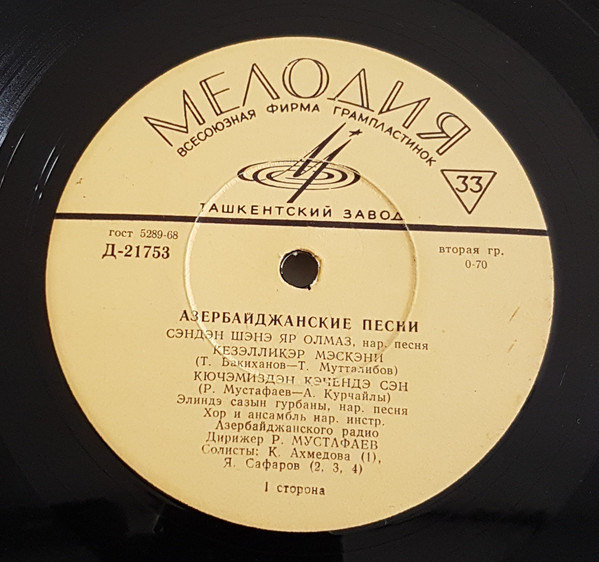 МЕЛОДИЯ
ВСЕСОЮЗНАЯ ФИРМА ГРАМПЛАСТИНОК
33
ТАШКЕНТСКИЙ ЗАВОД
гост 5289-68
Д-21753
вторая гр.
0-70
АЗЕРБАЙДЖАНСКИЕ ПЕСНИ
СЭНДЭН ШЭНЭ ЯР ОЛМАЗ, нар. песня
КЕЗЭЛЛИКЭР МЭСКЭНИ
(Т. Бакиханов—Т. Мутталибов)
КЮЧЭМИЗДЭН КЭЧЕНДЭ СЭН
(Р. Мустафаев—А. Курчайлы)
Элиндэ сазын гурбаны, нар. песня
Хор и ансамбль нар. инстр.
Азербайджанского радио
Дирижер Р. МУСТАФАЕВ
Солисты: К. Ахмедова (1),
Я. Сафаров (2, 3, 4)
I сторона